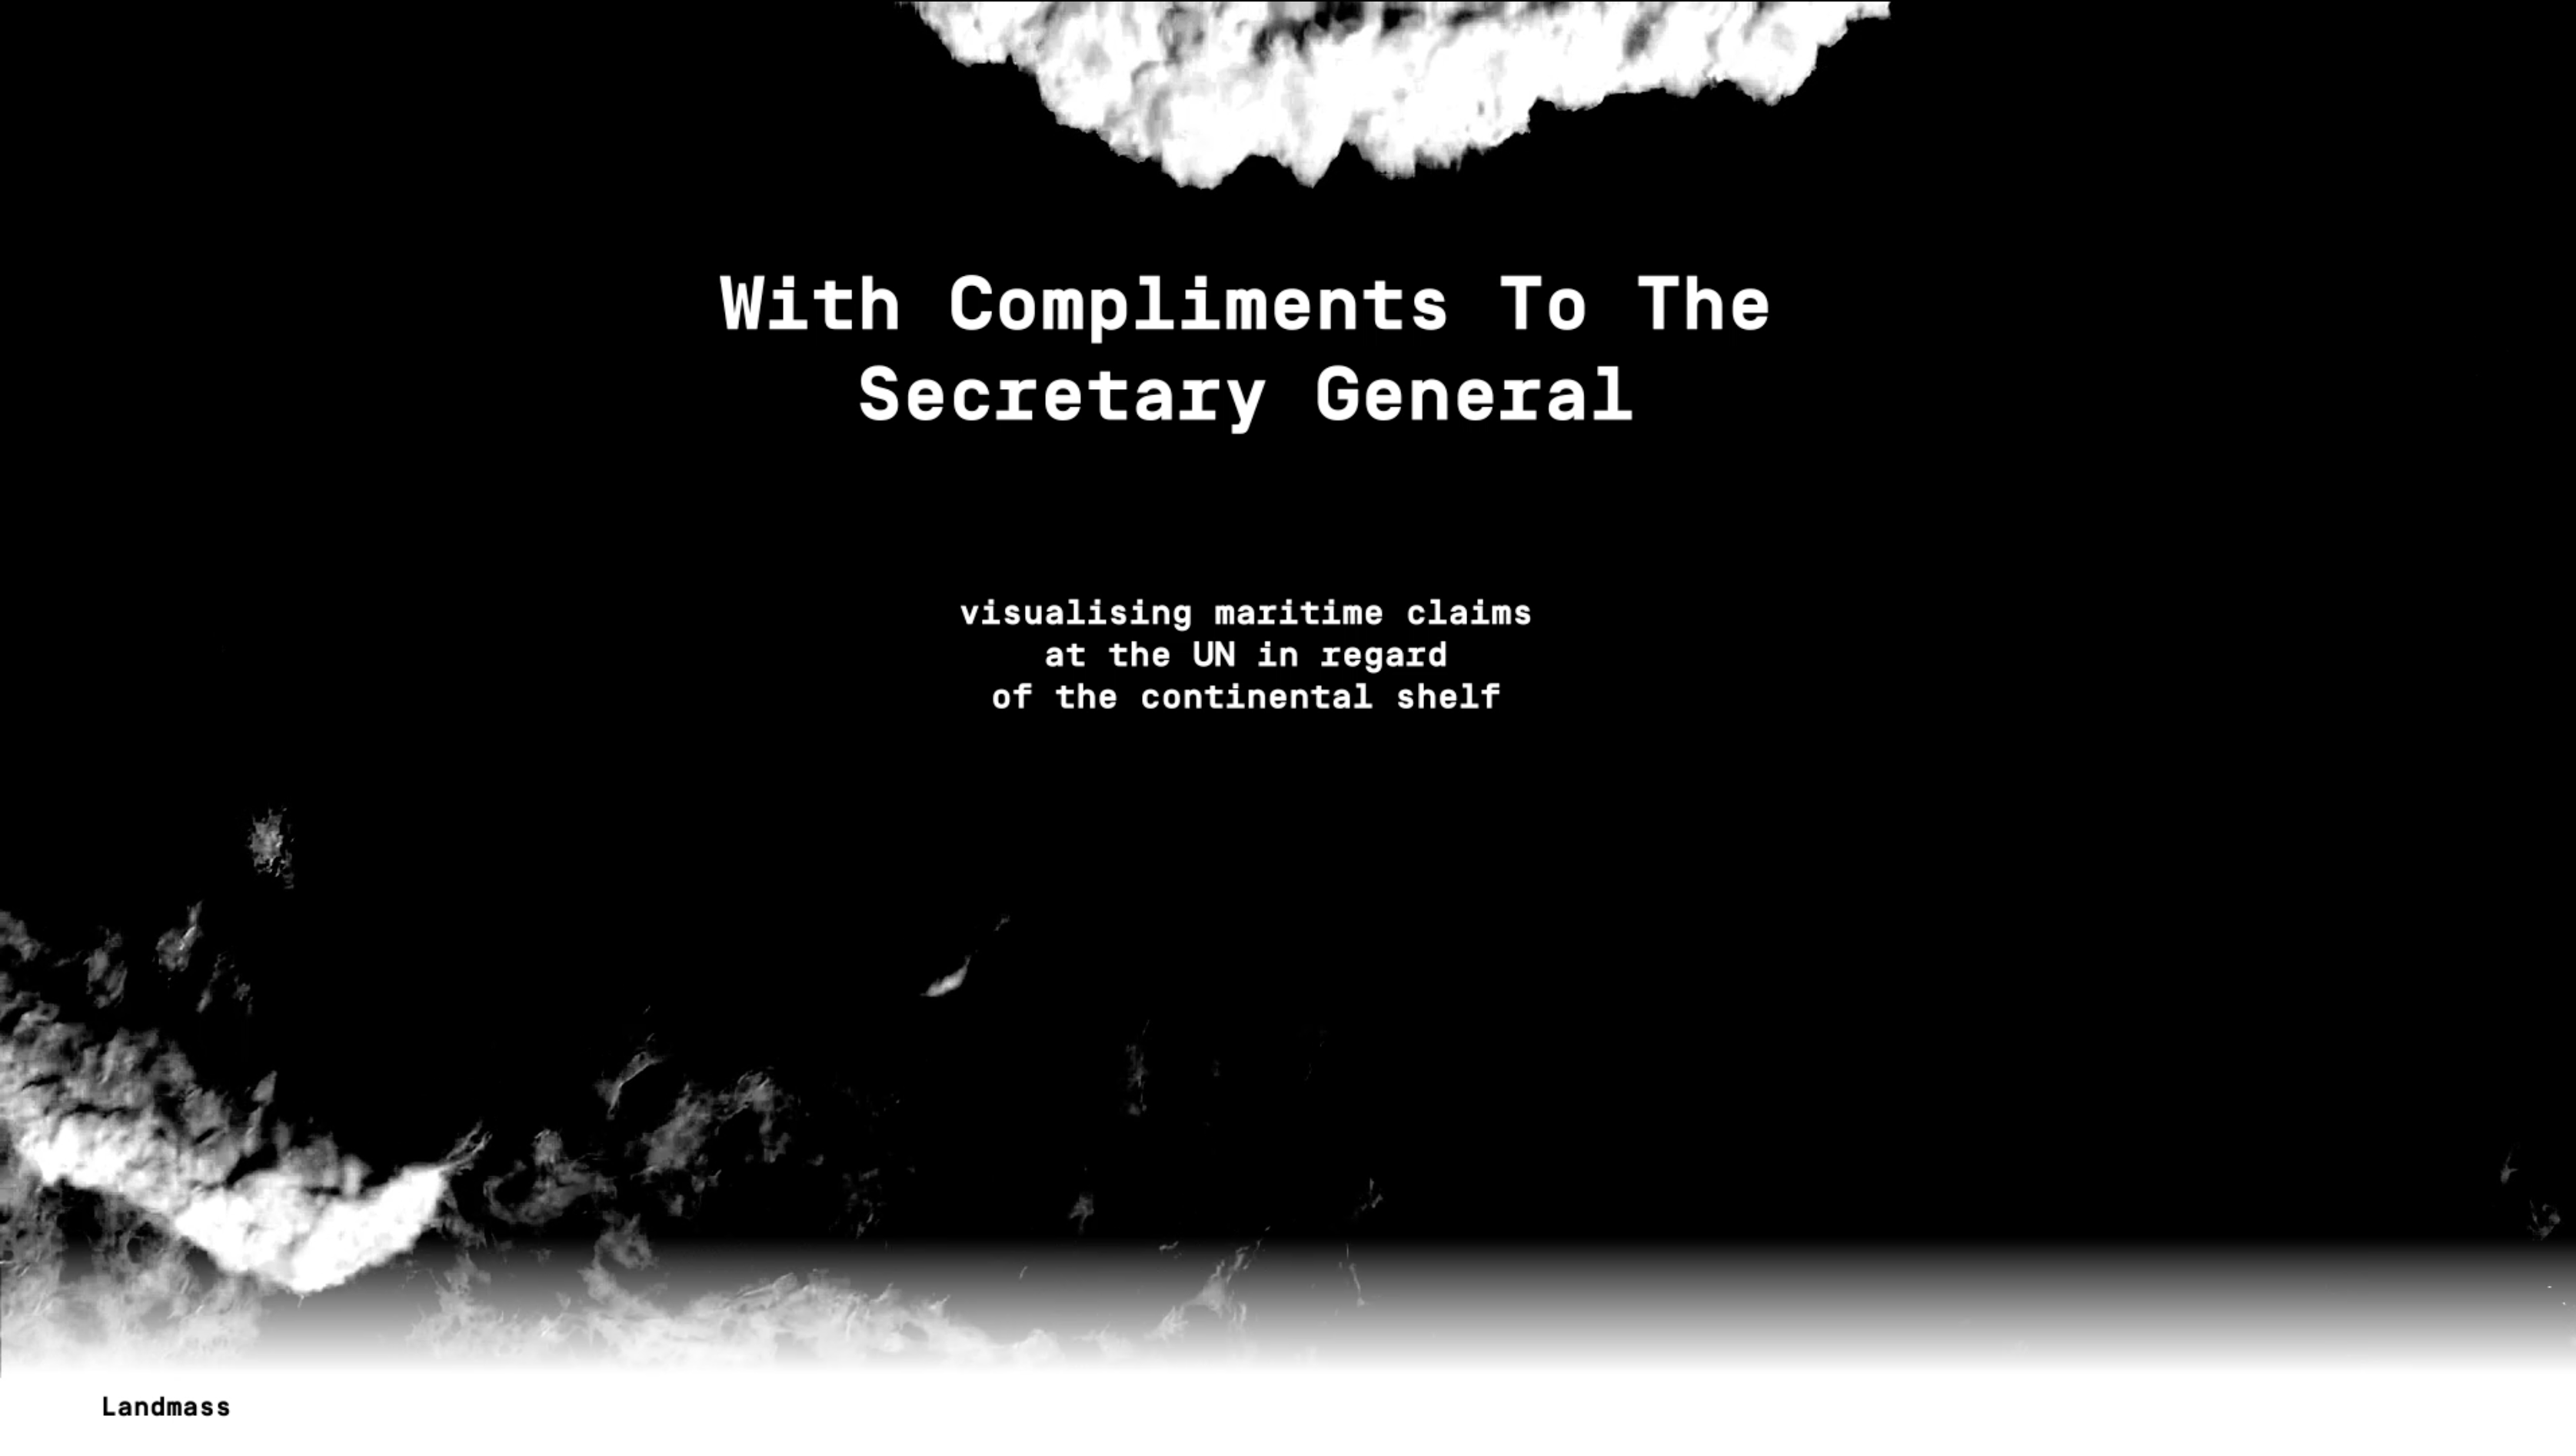 With Compliments To The
Secretary General
visualising maritime claims
at the UN in regard
of the continental shelf
Landmass